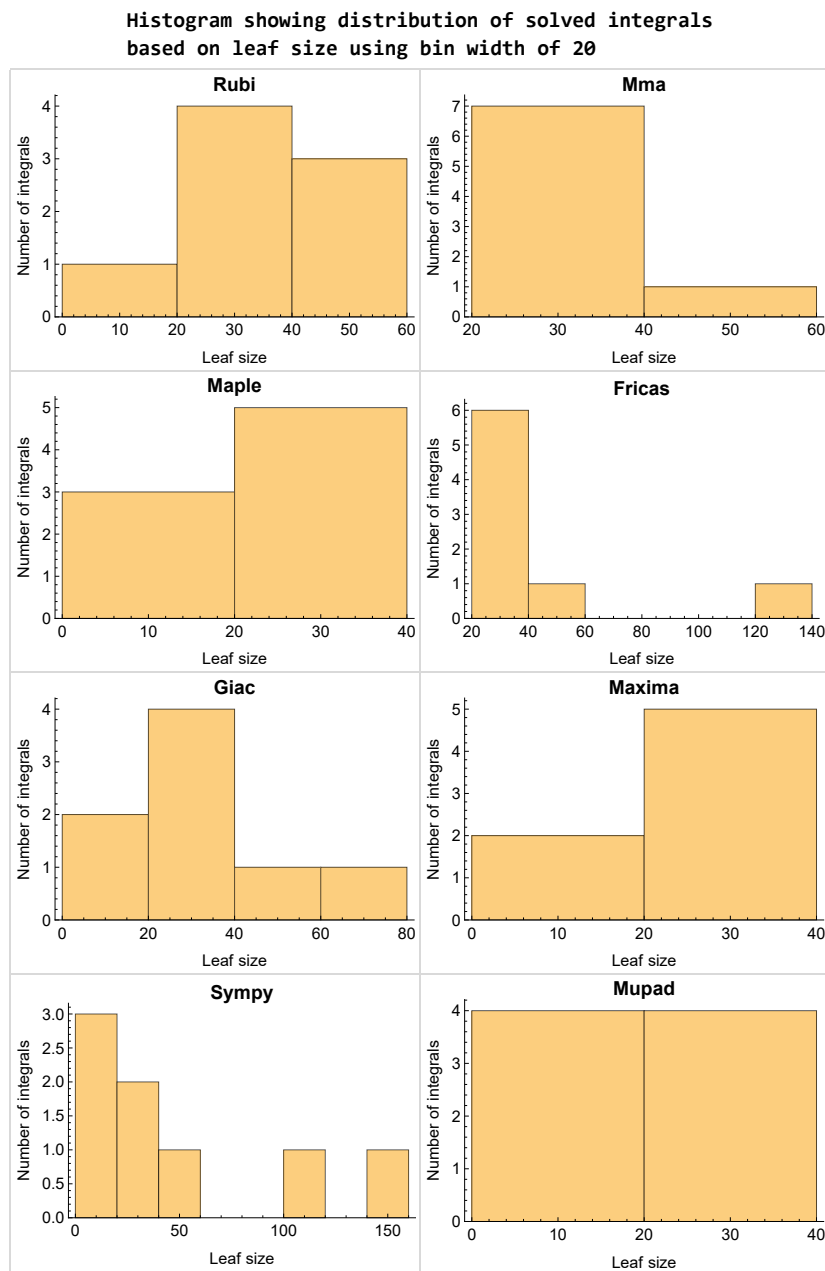 Histogram showing distribution of solved integrals
based on leaf size using bin width of 20
Rubi
Number of integrals
4
3
2
1
0
0 10 20 30 40 50 60
Leaf size
Mma
Number of integrals
7
6
5
4
3
2
1
0
20 30 40 50 60
Leaf size
Maple
Number of integrals
5
4
3
2
1
0
0 10 20 30 40
Leaf size
Fricas
Number of integrals
6
5
4
3
2
1
0
20 40 60 80 100 120 140
Leaf size
Giac
Number of integrals
4
3
2
1
0
0 20 40 60 80
Leaf size
Maxima
Number of integrals
5
4
3
2
1
0
0 10 20 30 40
Leaf size
Sympy
Number of integrals
3.0
2.5
2.0
1.5
1.0
0.5
0.0
0 50 100 150
Leaf size
Mupad
Number of integrals
4
3
2
1
0
0 10 20 30 40
Leaf size